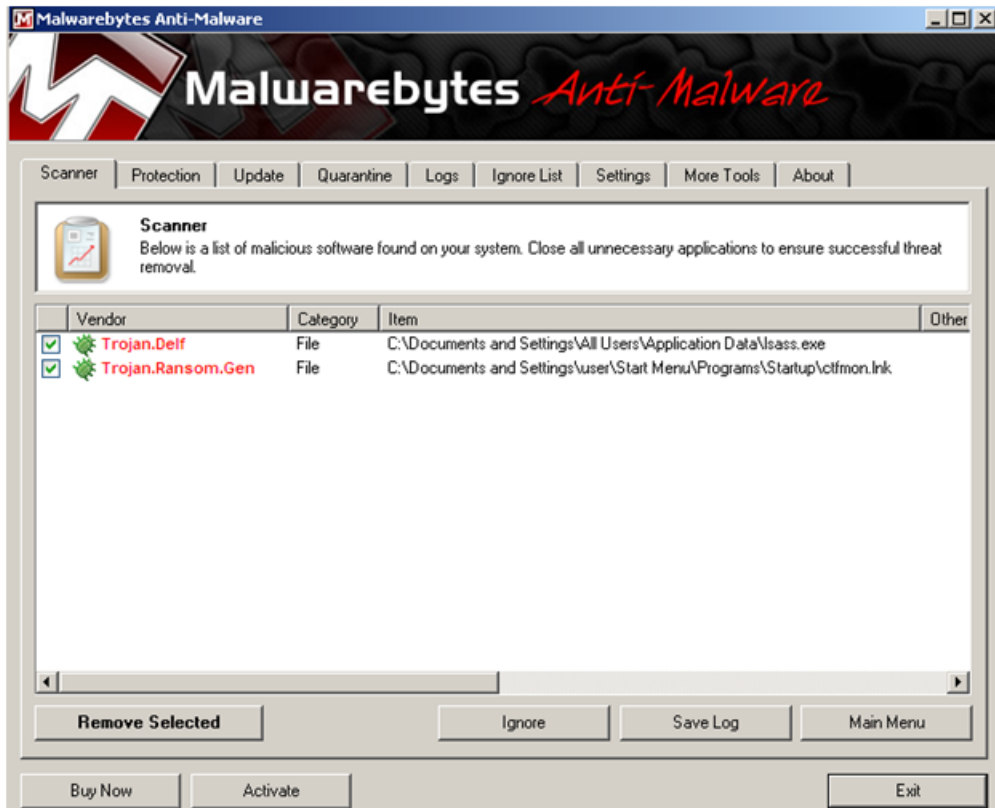 Malwarebytes Anti-Malware
Malwarebytes Anti-Malware
Scanner Protection Update Quarantine Logs Ignore List Settings More Tools About
Scanner
Below is a list of malicious software found on your system. Close all unnecessary applications to ensure successful threat
removal.
Vendor Category Item Other
Trojan.Delf File C:\Documents and Settings\All Users\Application Data\lsass.exe
Trojan.Ransom.Gen File C:\Documents and Settings\user\Start Menu\Programs\Startup\ctfmon.lnk
Remove Selected Ignore Save Log Main Menu
Buy Now Activate Exit